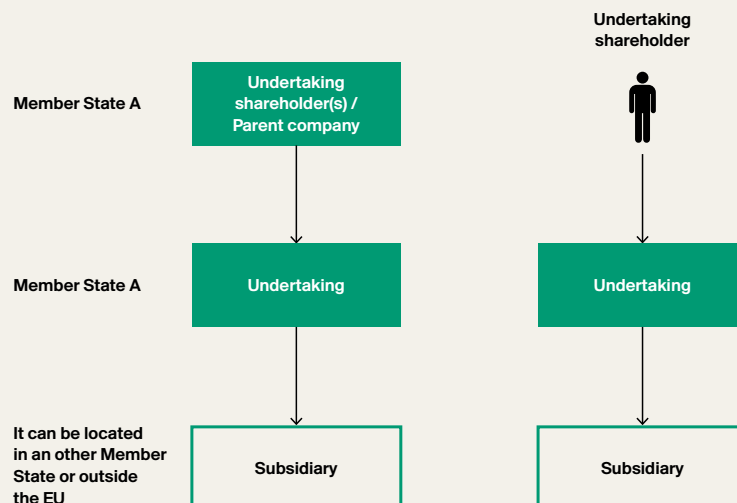 Undertaking
shareholder
Member State A
Undertaking
shareholder(s) /
Parent company
Member State A
Undertaking
Undertaking
It can be located
in an other Member
State or outside
the EU
Subsidiary
Subsidiary